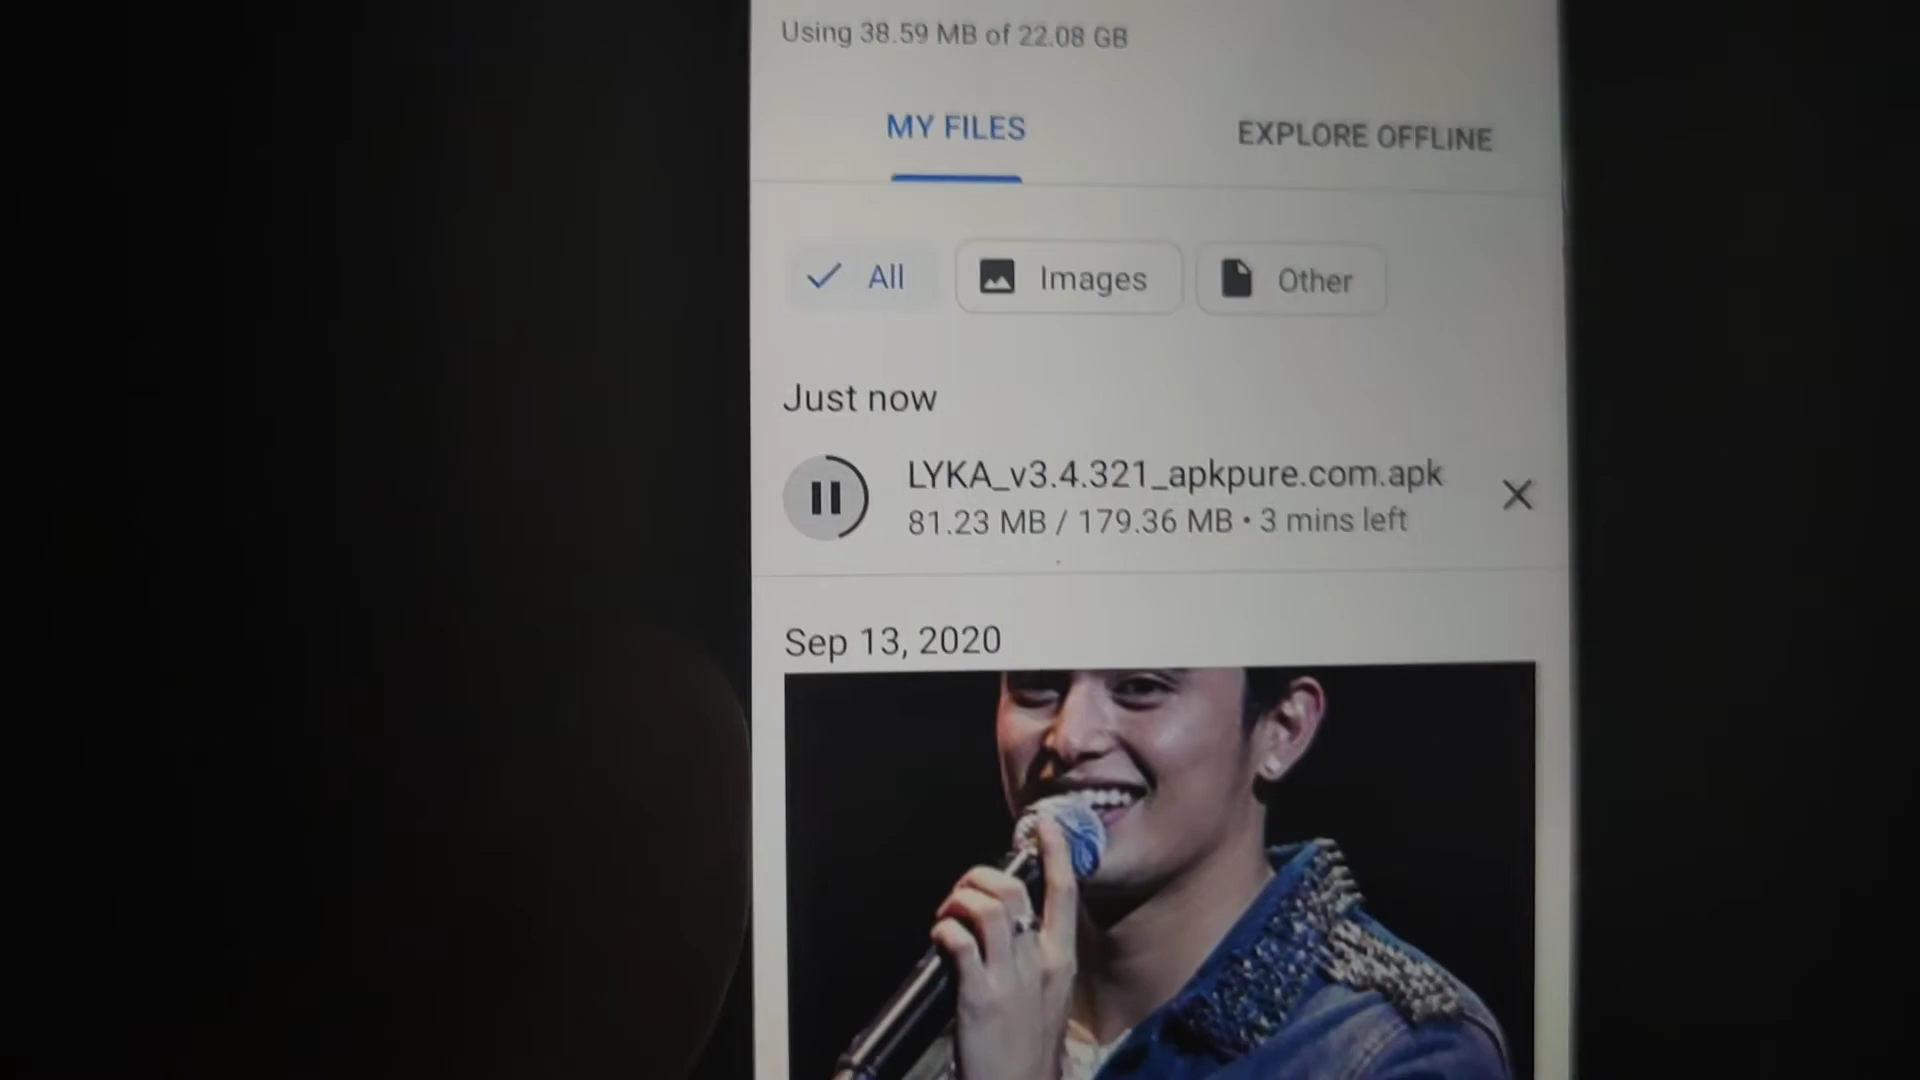 Using 38.59 MB of 22.08 GB
MY FILES
EXPLORE OFFLINE
All
Images
Other
Just now
LYKA_v3.4.321_apkpure.com.apk
81.23 MB / 179.36 MB • 3 mins left
Sep 13, 2020